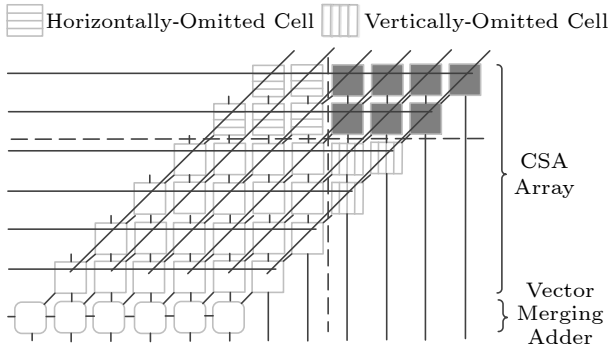 Horizontally-Omitted Cell
Vertically-Omitted Cell
CSA
Array
Vector
Merging
Adder